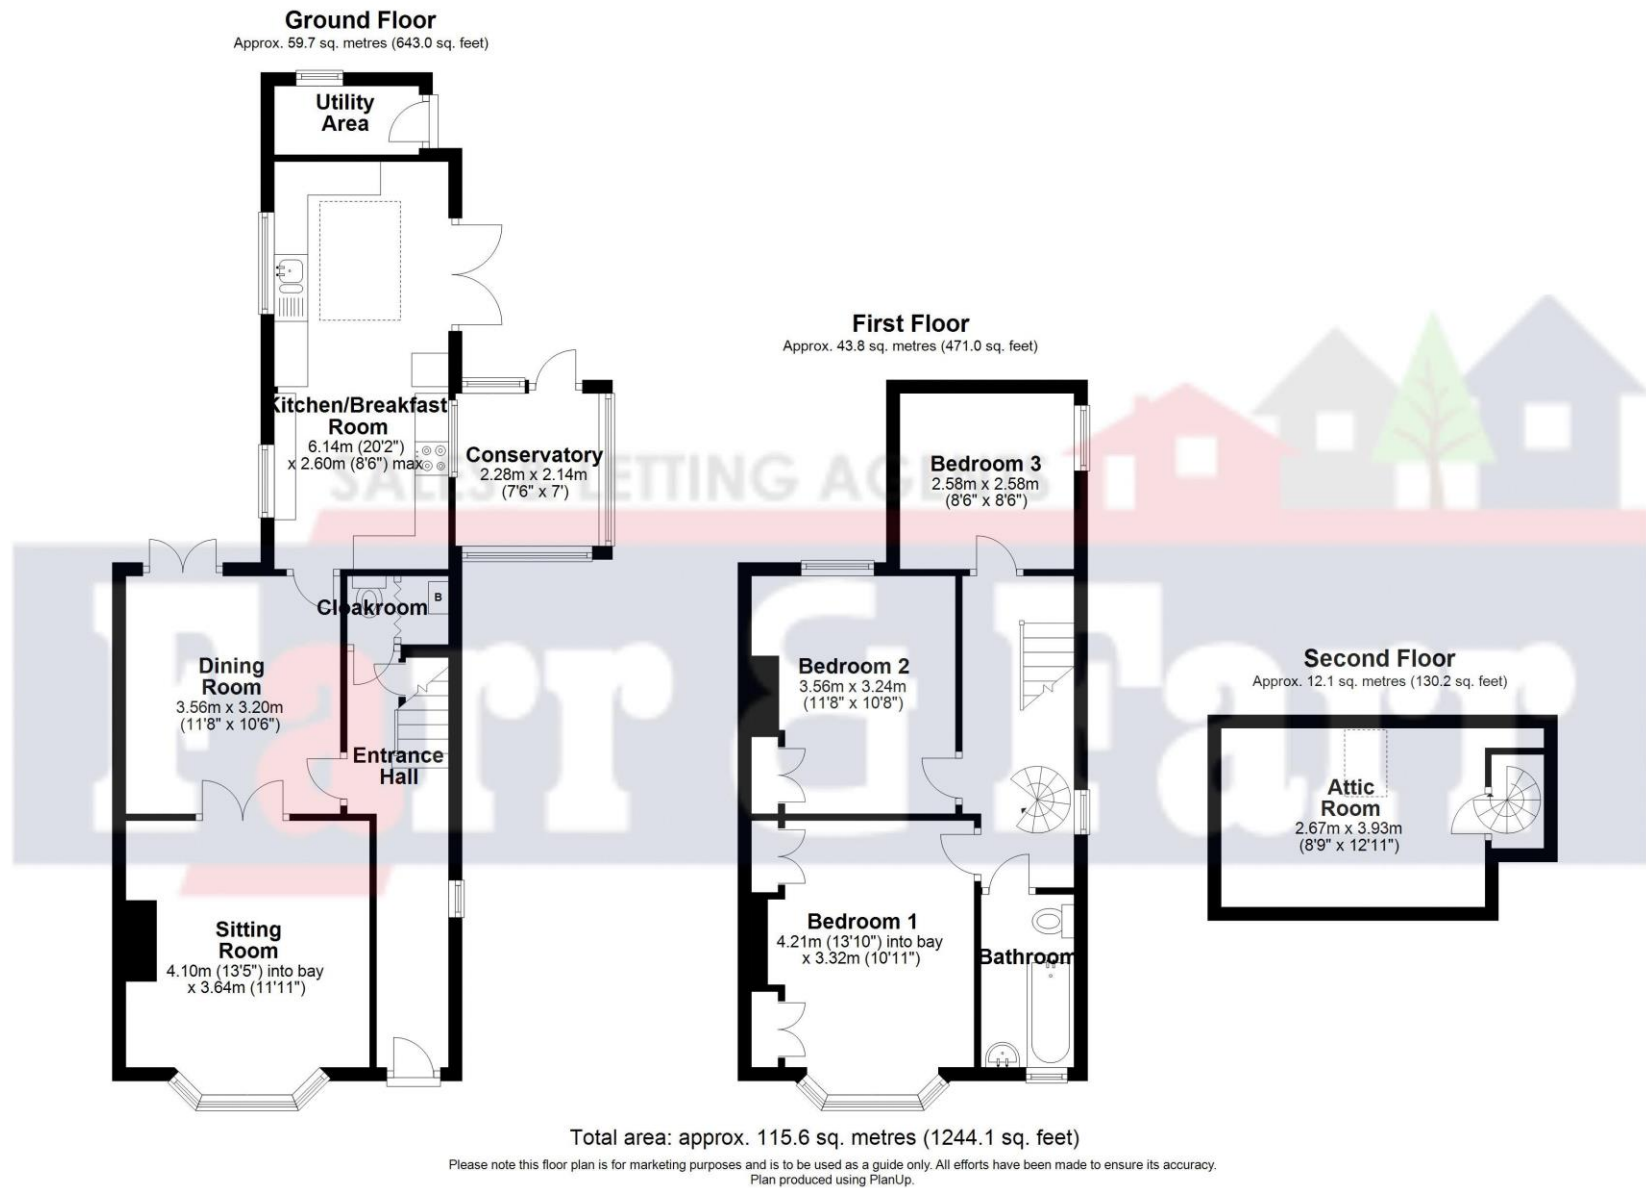 Ground Floor
Approx. 59.7 sq. metres (643.0 sq. feet)
Utility
Area
Kitchen/Breakfast
Room
6.14m (20'2")
x 2.60m (8'6") max
Conservatory
2.28m x 2.14m
(7'6" x 7')
Cloakroom
B
Dining
Room
3.56m x 3.20m
(11'8" x 10'6")
Entrance
Hall
Sitting
Room
4.10m (13'5") into bay
x 3.64m (11'11")
First Floor
Approx. 43.8 sq. metres (471.0 sq. feet)
Bedroom 3
2.58m x 2.58m
(8'6" x 8'6")
Bedroom 2
3.56m x 3.24m
(11'8" x 10'8")
Bedroom 1
4.21m (13'10") into bay
x 3.32m (10'11")
Bathroom
Second Floor
Approx. 12.1 sq. metres (130.2 sq. feet)
Attic
Room
2.67m x 3.93m
(8'9" x 12'11")
SALES & LETTING AGENTS
Farr & Farr
Total area: approx. 115.6 sq. metres (1244.1 sq. feet)
Please note this floor plan is for marketing purposes and is to be used as a guide only. All efforts have been made to ensure its accuracy.
Plan produced using PlanUp.